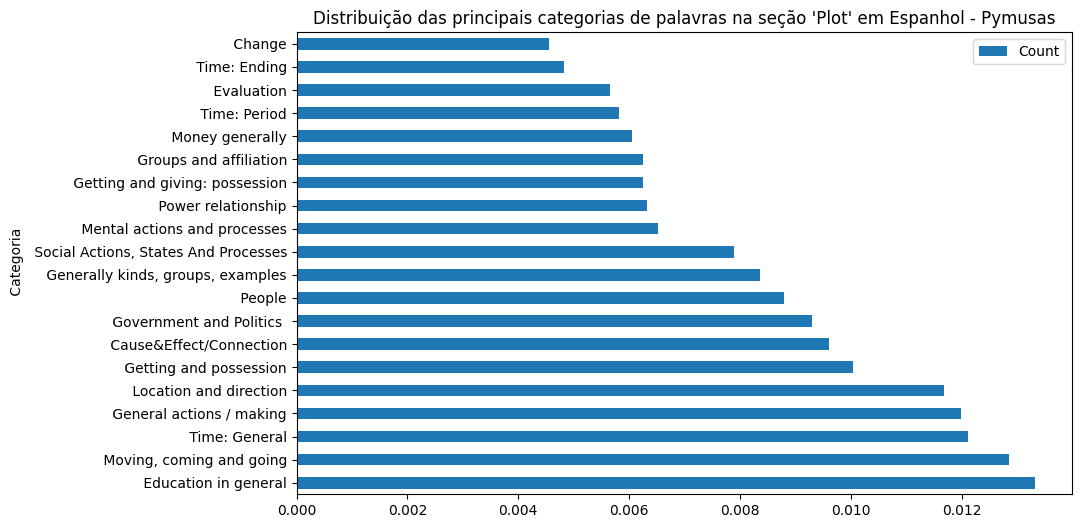 Distribuição das principais categorias de palavras na seção 'Plot' em Espanhol - Pymusas
Count
Categoria
Change
Time: Ending
Evaluation
Time: Period
Money generally
Groups and affiliation
Getting and giving: possession
Power relationship
Mental actions and processes
Social Actions, States And Processes
Generally kinds, groups, examples
People
Government and Politics
Cause&Effect/Connection
Getting and possession
Location and direction
General actions / making
Time: General
Moving, coming and going
Education in general
0.000 0.002 0.004 0.006 0.008 0.010 0.012